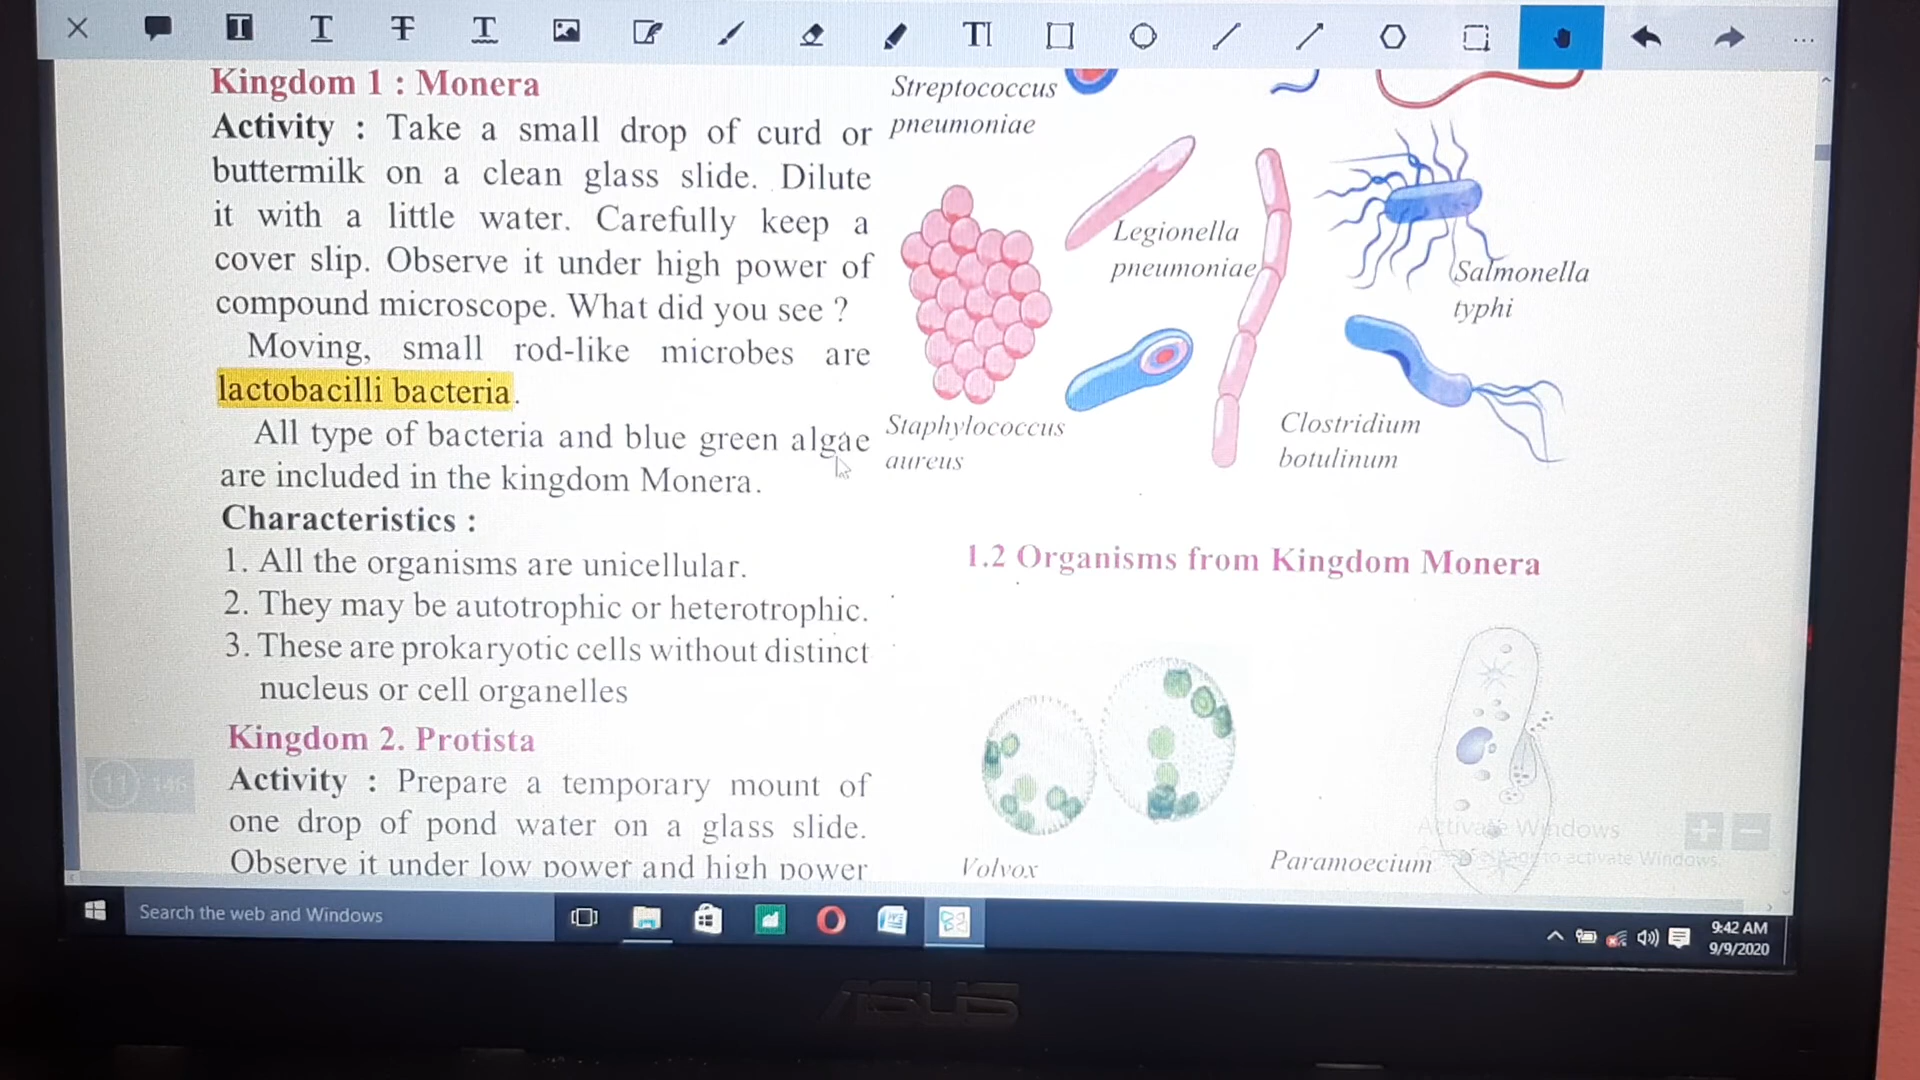 Kingdom 1 : Monera
Activity : Take a small drop of curd or
buttermilk on a clean glass slide. Dilute
it with a little water. Carefully keep a
cover slip. Observe it under high power of
compound microscope. What did you see ?
Moving, small rod-like microbes are
lactobacilli bacteria.
All type of bacteria and blue green algae
are included in the kingdom Monera.
Characteristics :
1. All the organisms are unicellular.
2. They may be autotrophic or heterotrophic.
3. These are prokaryotic cells without distinct
nucleus or cell organelles
Kingdom 2. Protista
Activity : Prepare a temporary mount of
one drop of pond water on a glass slide.
Observe it under low power and high power
Streptococcus
pneumoniae
Legionella
pneumoniae
Salmonella
typhi
Staphylococcus
aureus
Clostridium
botulinum
1.2 Organisms from Kingdom Monera
Volvox
Paramoecium
Activate Windows
to activate Windows.
11 / 146
Search the web and Windows
9:42 AM
9/9/2020
ASUS